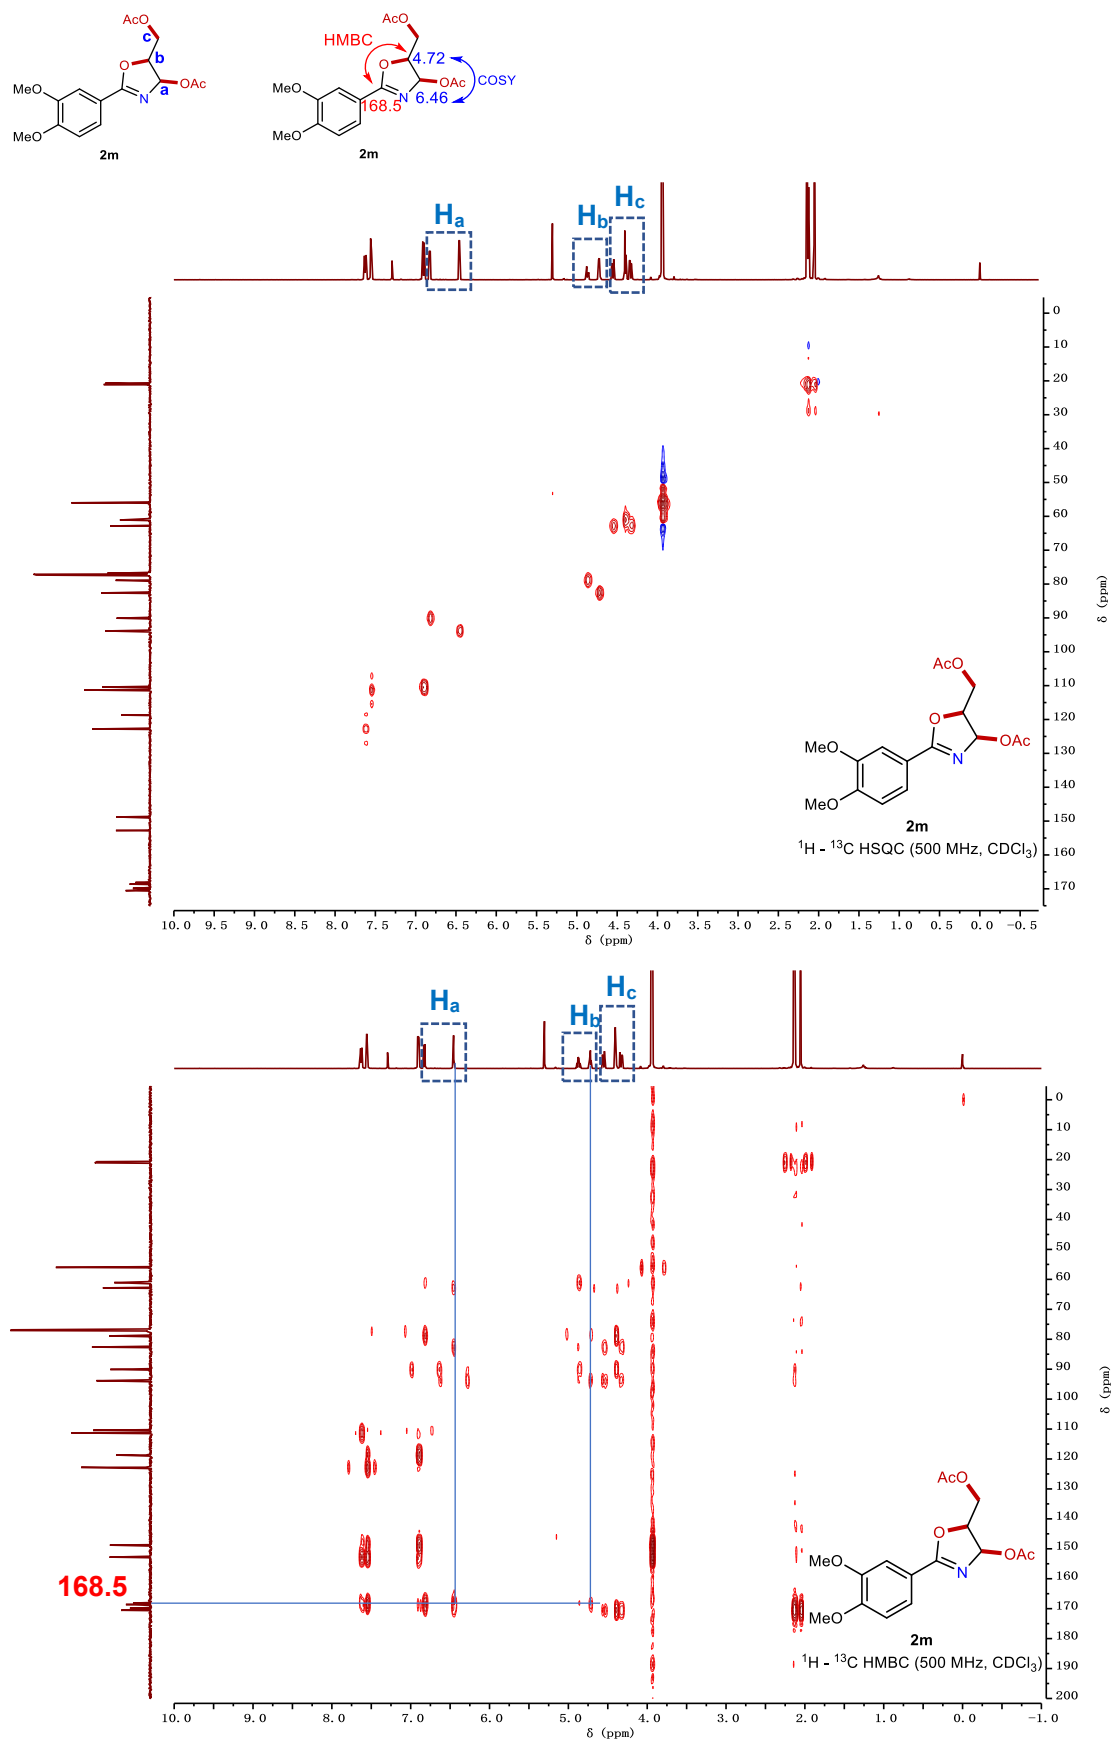 AcO
c
b
O
a
OAc
N
MeO
MeO
2m
AcO
HMBC
O
4.72
OAc
COSY
168.5
N
6.46
MeO
MeO
2m
Ha
Hb
Hc
0
10
20
30
40
50
60
70
80
90
100
110
120
130
140
150
160
170
δ (ppm)
AcO
O
OAc
N
MeO
MeO
2m
1H - 13C HSQC (500 MHz, CDCl3)
10.0 9.5 9.0 8.5 8.0 7.5 7.0 6.5 6.0 5.5 5.0 4.5 4.0 3.5 3.0 2.5 2.0 1.5 1.0 0.5 0.0 -0.5
δ (ppm)
Ha
Hb
Hc
0
10
20
30
40
50
60
70
80
90
100
110
120
130
140
150
160
170
180
190
200
δ (ppm)
168.5
AcO
O
OAc
N
MeO
MeO
2m
1H - 13C HMBC (500 MHz, CDCl3)
10.0 9.0 8.0 7.0 6.0 5.0 4.0 3.0 2.0 1.0 0.0 -1.0
δ (ppm)